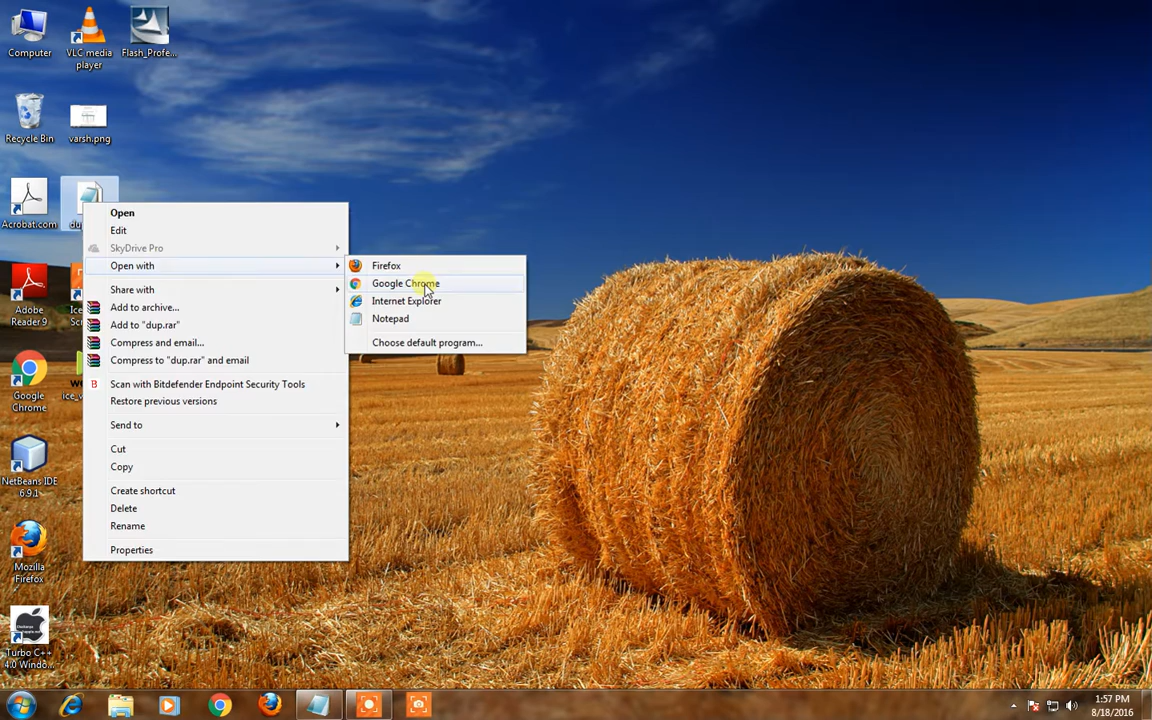 Computer
VLC media
player
Flash_Profe...
Recycle Bin
varsh.png
Acrobat.com
Adobe
Reader 9
Google
Chrome
NetBeans IDE
6.9.1
Mozilla
Firefox
Turbo C++
4.0 Windo...
Open
Edit
SkyDrive Pro
Open with
Share with
Add to archive...
Add to "dup.rar"
Compress and email...
Compress to "dup.rar" and email
B Scan with Bitdefender Endpoint Security Tools
Restore previous versions
Send to
Cut
Copy
Create shortcut
Delete
Rename
Properties
Firefox
Google Chrome
Internet Explorer
Notepad
Choose default program...
1:57 PM
8/18/2016